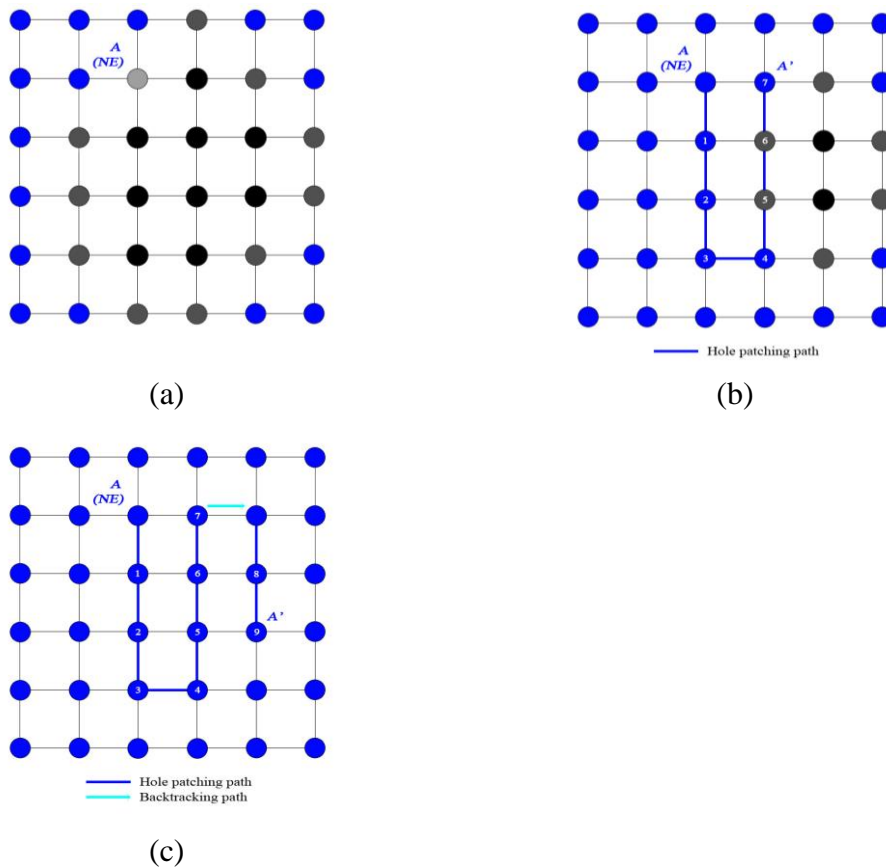 A
(NE)
(a)
A
(NE)
A'
7
1
6
2
5
3
4
Hole patching path
(b)
A
(NE)
7
1
6
8
2
5
9
A'
3
4
Hole patching path
Backtracking path
(c)